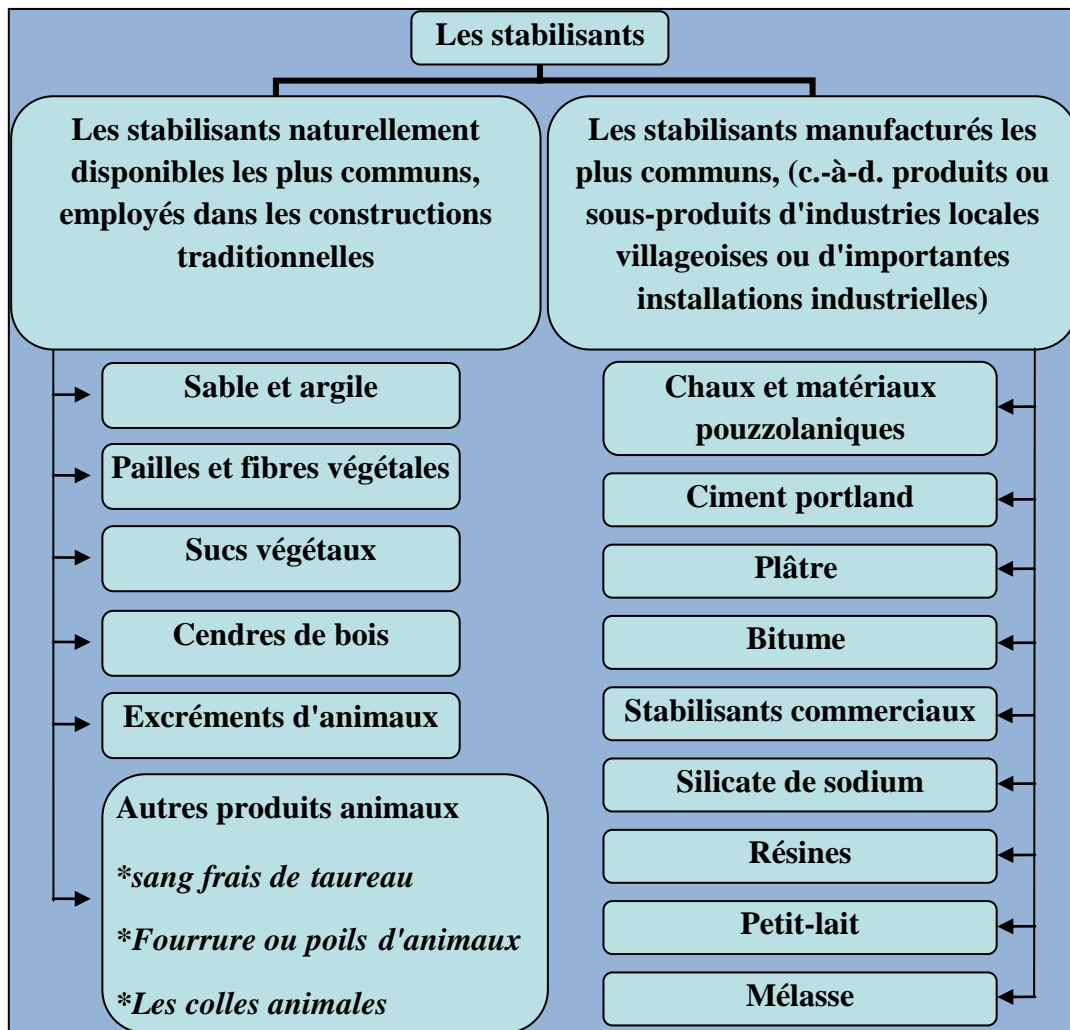 Les stabilisants
Les stabilisants naturellement
disponibles les plus communs,
employés dans les constructions
traditionnelles
Les stabilisants manufacturés les
plus communs, (c.-à-d. produits ou
sous-produits d'industries locales
villageoises ou d'importantes
installations industrielles)
Sable et argile
Pailles et fibres végétales
Sucs végétaux
Cendres de bois
Excréments d'animaux
Autres produits animaux
*sang frais de taureau
*Fourrure ou poils d'animaux
*Les colles animales
Chaux et matériaux
pouzzolaniques
Ciment portland
Plâtre
Bitume
Stabilisants commerciaux
Silicate de sodium
Résines
Petit-lait
Mélasse